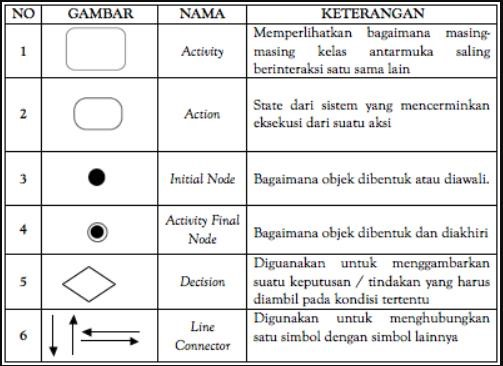 NO GAMBAR NAMA KETERANGAN
1 Activity Memperlihatkan bagaimana masing-
masing kelas antarmuka saling
berinteraksi satu sama lain
2 Action State dari sistem yang mencerminkan
eksekusi dari suatu aksi
3 Initial Node Bagaimana objek dibentuk atau diawali.
4 Activity Final
Node Bagaimana objek dibentuk dan diakhiri
5 Decision Diguanakan untuk menggambarkan
suatu keputusan / tindakan yang harus
diambil pada kondisi tertentu
6 Line
Connector Digunakan untuk menghubungkan
satu simbol dengan simbol lainnya